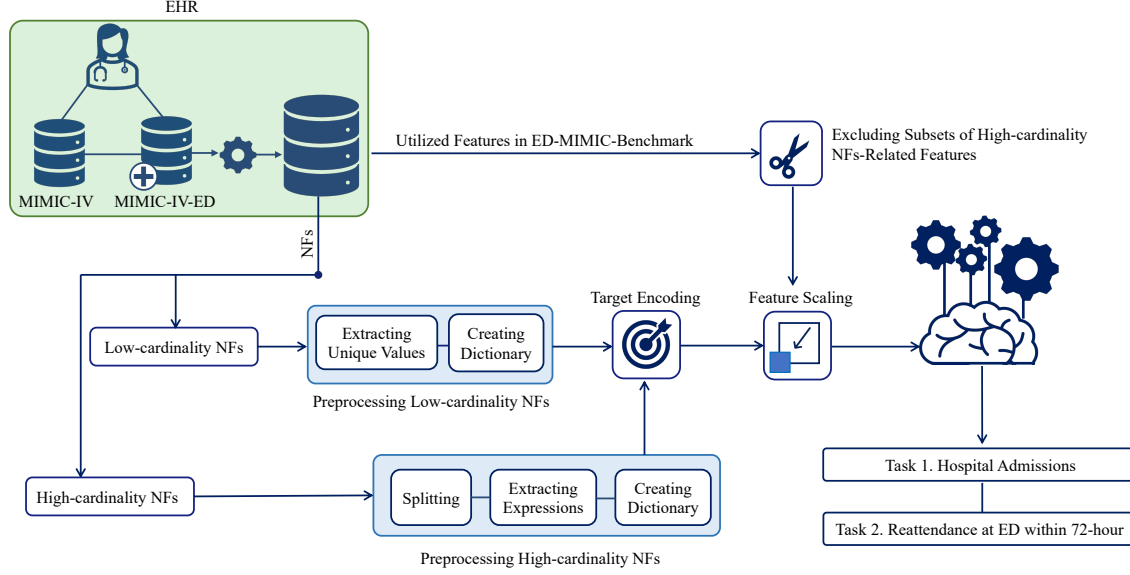 EHR
MIMIC-IV
MIMIC-IV-ED
Utilized Features in ED-MIMIC-Benchmark
Excluding Subsets of High-cardinality
NFs-Related Features
NFs
Low-cardinality NFs
Extracting
Unique Values
Creating
Dictionary
Preprocessing Low-cardinality NFs
Target Encoding
Feature Scaling
High-cardinality NFs
Splitting
Extracting
Expressions
Creating
Dictionary
Preprocessing High-cardinality NFs
Task 1. Hospital Admissions
Task 2. Reattendance at ED within 72-hour